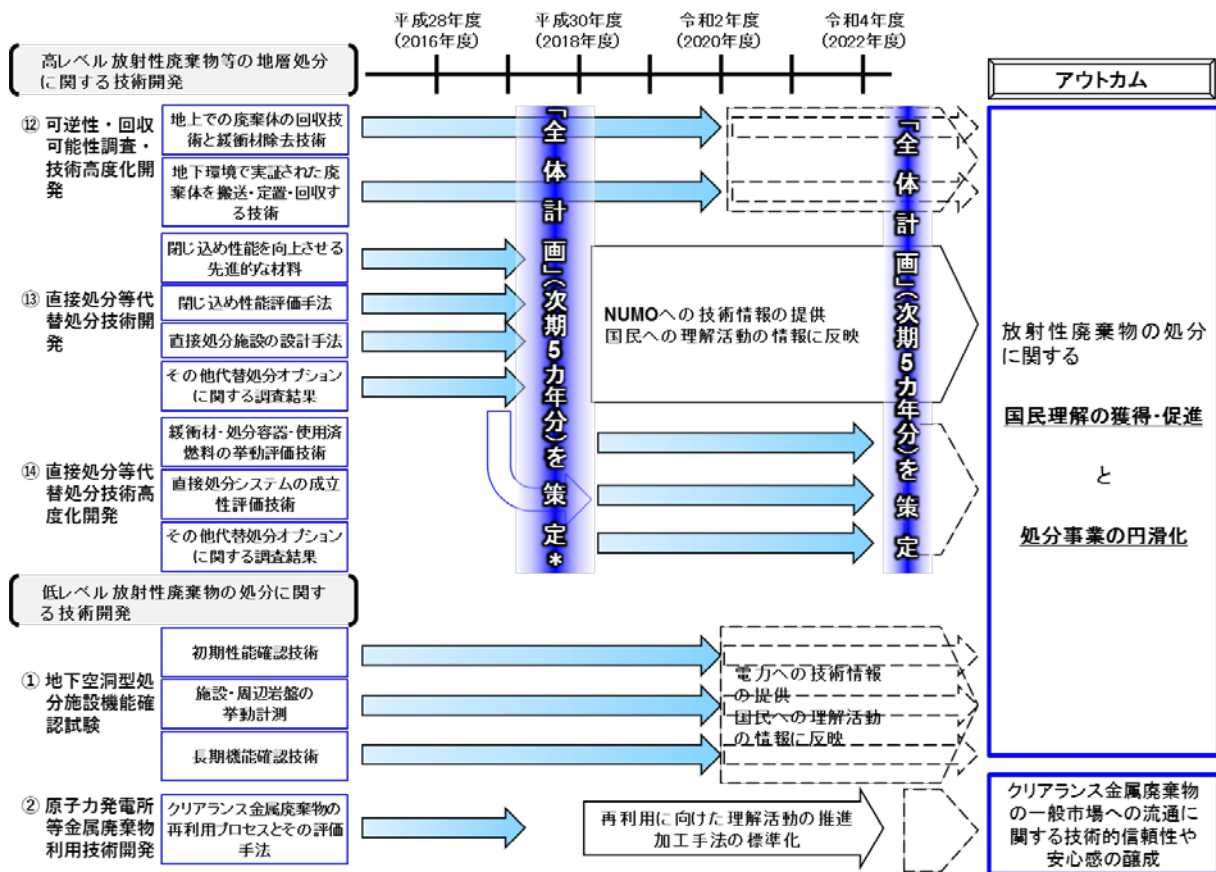 平成28年度
(2016年度)
平成30年度
(2018年度)
令和2年度
(2020年度)
令和4年度
(2022年度)
高レベル放射性廃棄物等の地層処分
に関する技術開発
アウトカム
⑫ 可逆性・回収
可能性調査・
技術高度化開
発
地上での廃棄体の回収技
術と緩衝材除去技術
地下環境で実証された廃
棄体を搬送・定置・回収す
る技術
⑬ 直接処分等代
替処分技術開
発
閉じ込め性能を向上させる
先進的な材料
閉じ込め性能評価手法
直接処分施設の設計手法
その他代替処分オプション
に関する調査結果
⑭ 直接処分等代
替処分技術高
度化開発
緩衝材・処分容器・使用済
燃料の挙動評価技術
直接処分システムの成立
性評価技術
その他代替処分オプション
に関する調査結果
「全体計画」(次期5カ年分)を策定*
NUMOへの技術情報の提供
国民への理解活動の情報に反映
「全体計画」(次期5カ年分)を策定
放射性廃棄物の処分
に関する
国民理解の獲得・促進
と
処分事業の円滑化
低レベル放射性廃棄物の処分に関す
る技術開発
① 地下空洞型処
分施設機能確
認試験
初期性能確認技術
施設・周辺岩盤の
挙動計測
長期機能確認技術
電力への技術情報
の提供
国民への理解活動
の情報に反映
② 原子力発電所
等金属廃棄物
利用技術開発
クリアランス金属廃棄物の
再利用プロセスとその評価
手法
再利用に向けた理解活動の推進
加工手法の標準化
クリアランス金属廃棄物
の一般市場への流通に
関する技術的信頼性や
安心感の醸成